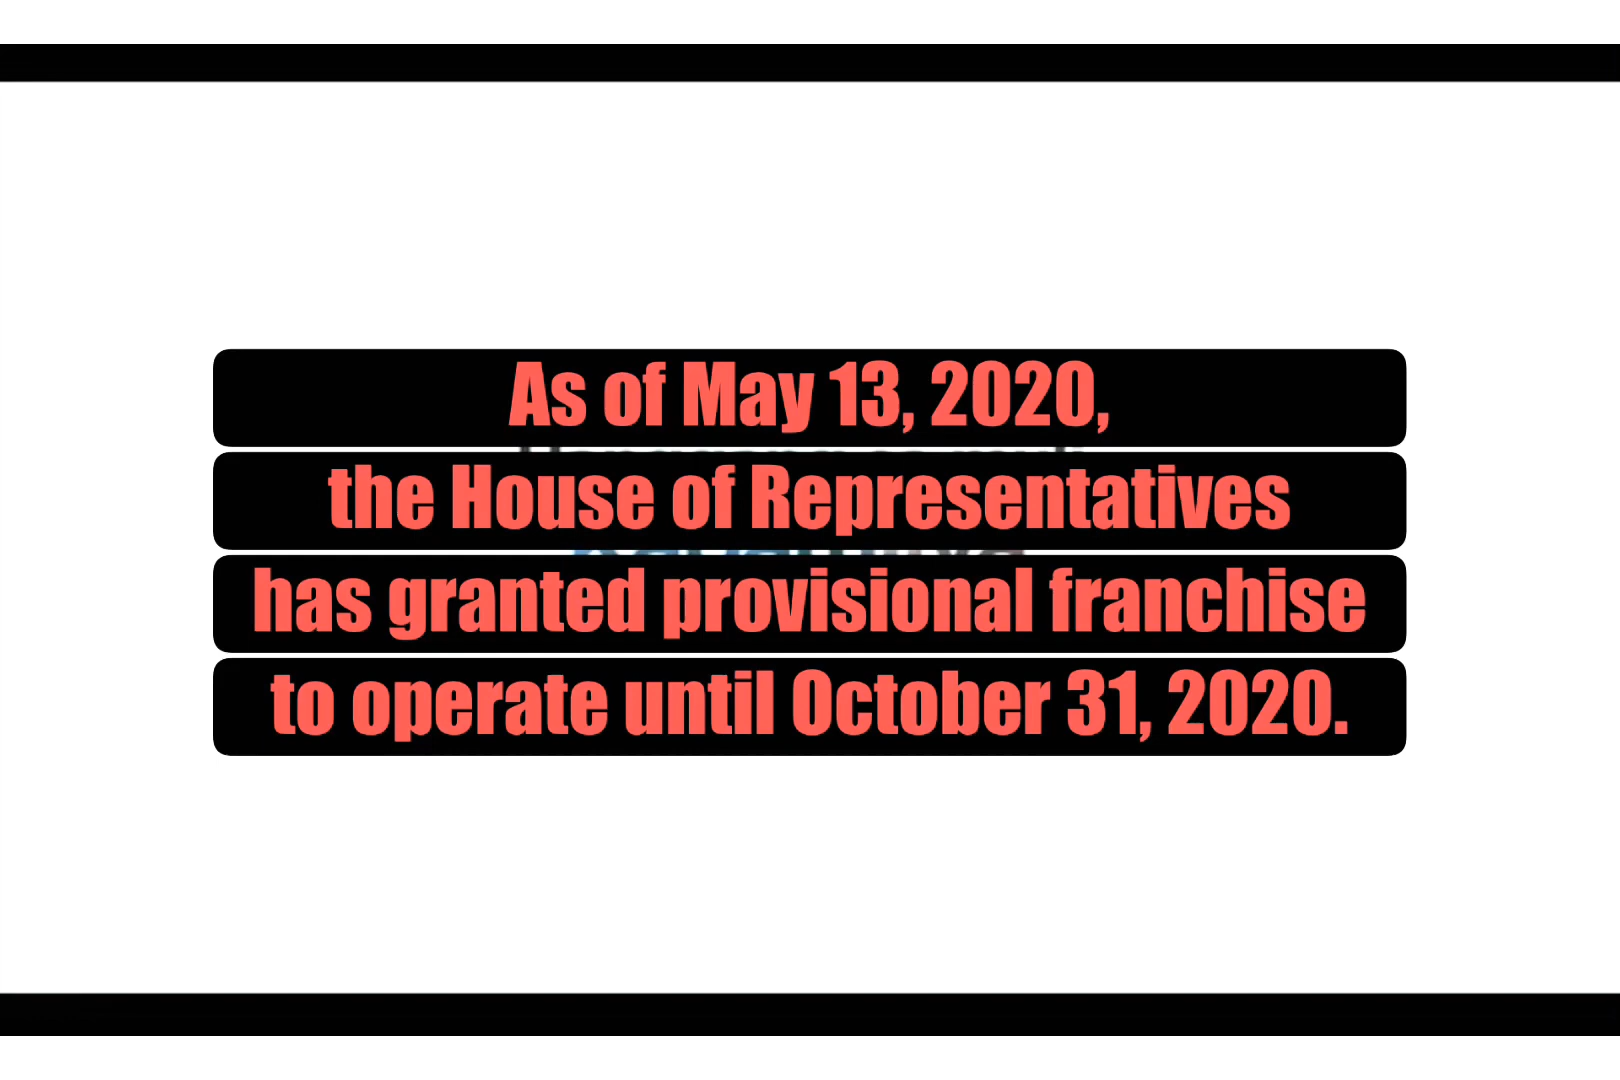 As of May 13, 2020,
the House of Representatives
has granted provisional franchise
to operate until October 31, 2020.